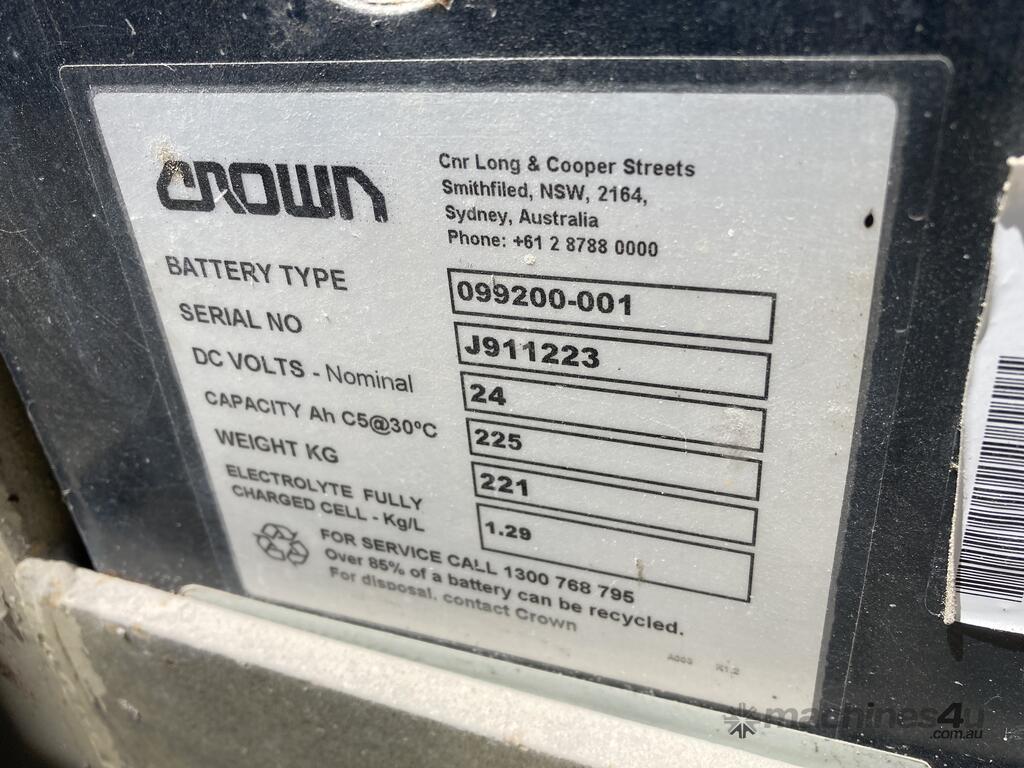 CROWN
Cnr Long & Cooper Streets
Smithfiled, NSW, 2164,
Sydney, Australia
Phone: +61 2 8788 0000
BATTERY TYPE 099200-001
SERIAL NO J911223
DC VOLTS - Nominal 24
CAPACITY Ah C5@30ºC 225
WEIGHT KG 221
ELECTROLYTE FULLY
CHARGED CELL - Kg/L 1.29
FOR SERVICE CALL 1300 768 795
Over 85% of a battery can be recycled.
For disposal, contact Crown
machines4u
.com.au